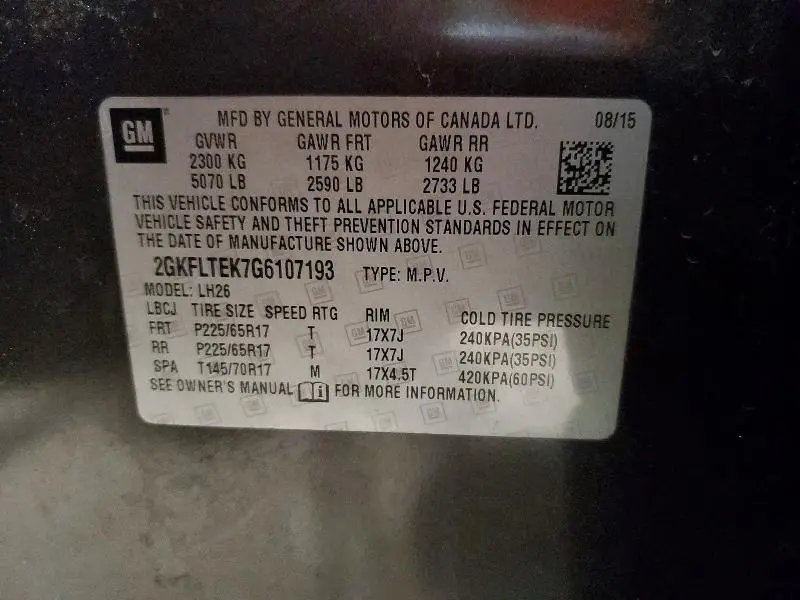 GM
MFD BY GENERAL MOTORS OF CANADA LTD. 08/15
GVWR GAWR FRT GAWR RR
2300 KG 1175 KG 1240 KG
5070 LB 2590 LB 2733 LB
THIS VEHICLE CONFORMS TO ALL APPLICABLE U.S. FEDERAL MOTOR
VEHICLE SAFETY AND THEFT PREVENTION STANDARDS IN EFFECT ON
THE DATE OF MANUFACTURE SHOWN ABOVE.
2GKFLTEK7G6107193 TYPE: M.P.V.
MODEL: LH26
LBCJ TIRE SIZE SPEED RTG RIM COLD TIRE PRESSURE
FRT P225/65R17 T 17X7J 240KPA(35PSI)
RR P225/65R17 T 17X7J 240KPA(35PSI)
SPA T145/70R17 M 17X4.5T 420KPA(60PSI)
SEE OWNER'S MANUAL FOR MORE INFORMATION.